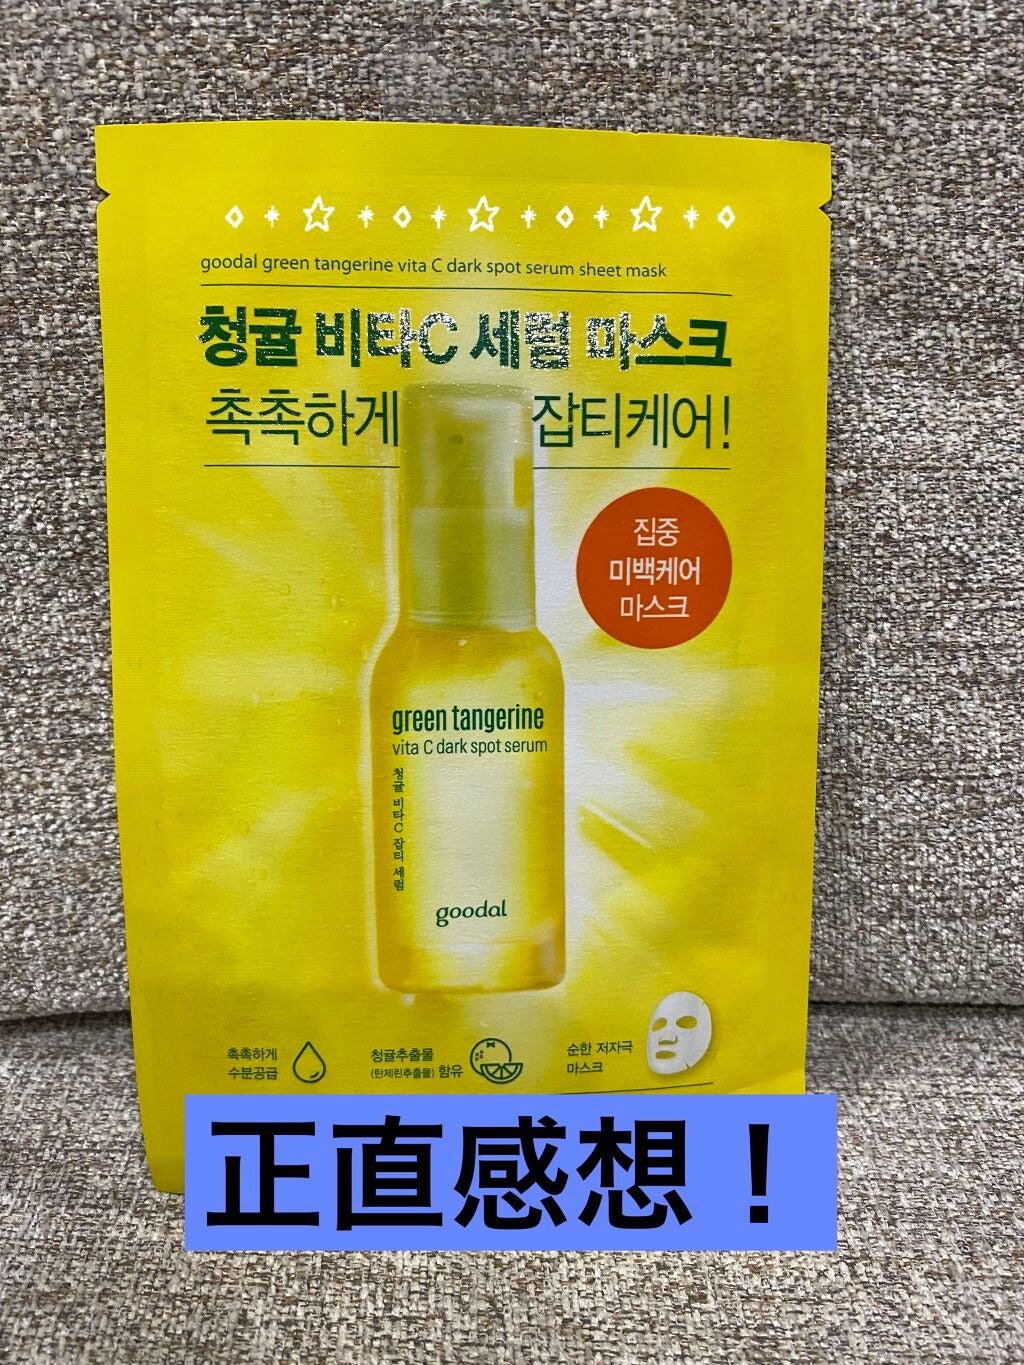 goodal green tangerine vita C dark spot serum sheet mask
청귤 비타C 세럼 마스크
촉촉하게 잡티케어!
집중
미백케어
마스크
green tangerine
vita C dark spot serum
청귤 비타C 잡티 세럼
goodal
촉촉하게
수분공급
청귤추출물
(탄제린추출물) 함유
순한 저자극
마스크
正直感想！